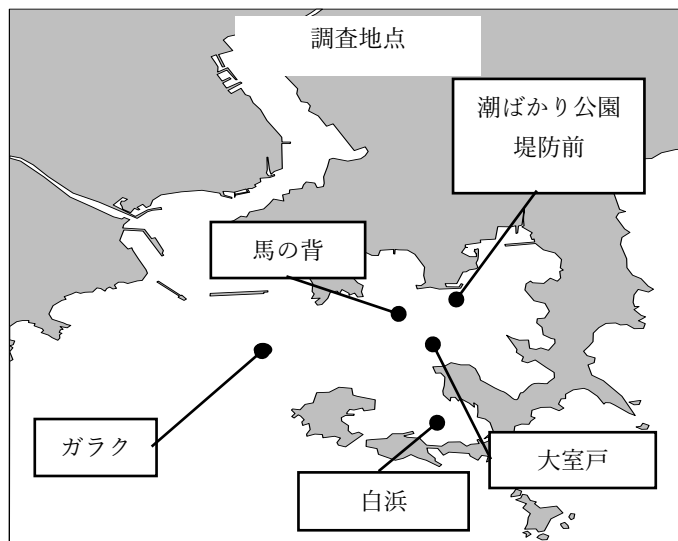 調査地点
潮ばかり公園
堤防前
馬の背
ガラク
大室戸
白浜